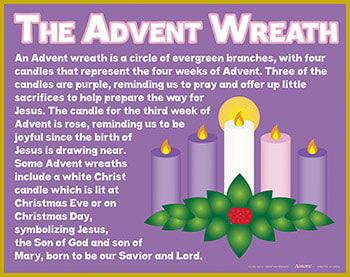 THE ADVENT WREATH
An Advent wreath is a circle of evergreen branches, with four
candles that represent the four weeks of Advent. Three of the
candles are purple, reminding us to pray and offer up little
sacrifices to help prepare the way for
Jesus. The candle for the third week of
Advent is rose, reminding us to be
joyful since the birth of
Jesus is drawing near.
Some Advent wreaths
include a white Christ
candle which is lit at
Christmas Eve or on
Christmas Day,
symbolizing Jesus,
the Son of God and son of
Mary, born to be our Savior and Lord.